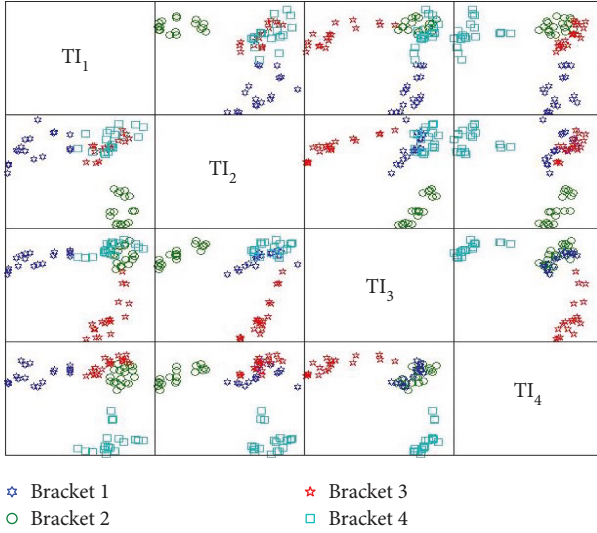 TI₁
TI₂
TI₃
TI₄
Bracket 1
Bracket 3
Bracket 2
Bracket 4